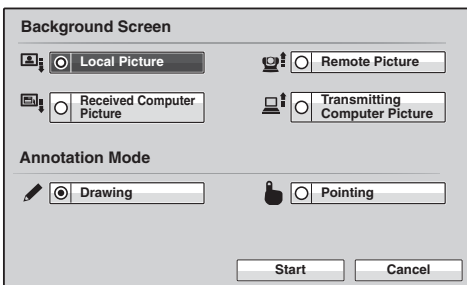 Background Screen
Local Picture
Remote Picture
Received Computer
Picture
Transmitting
Computer Picture
Annotation Mode
Drawing
Pointing
Start
Cancel